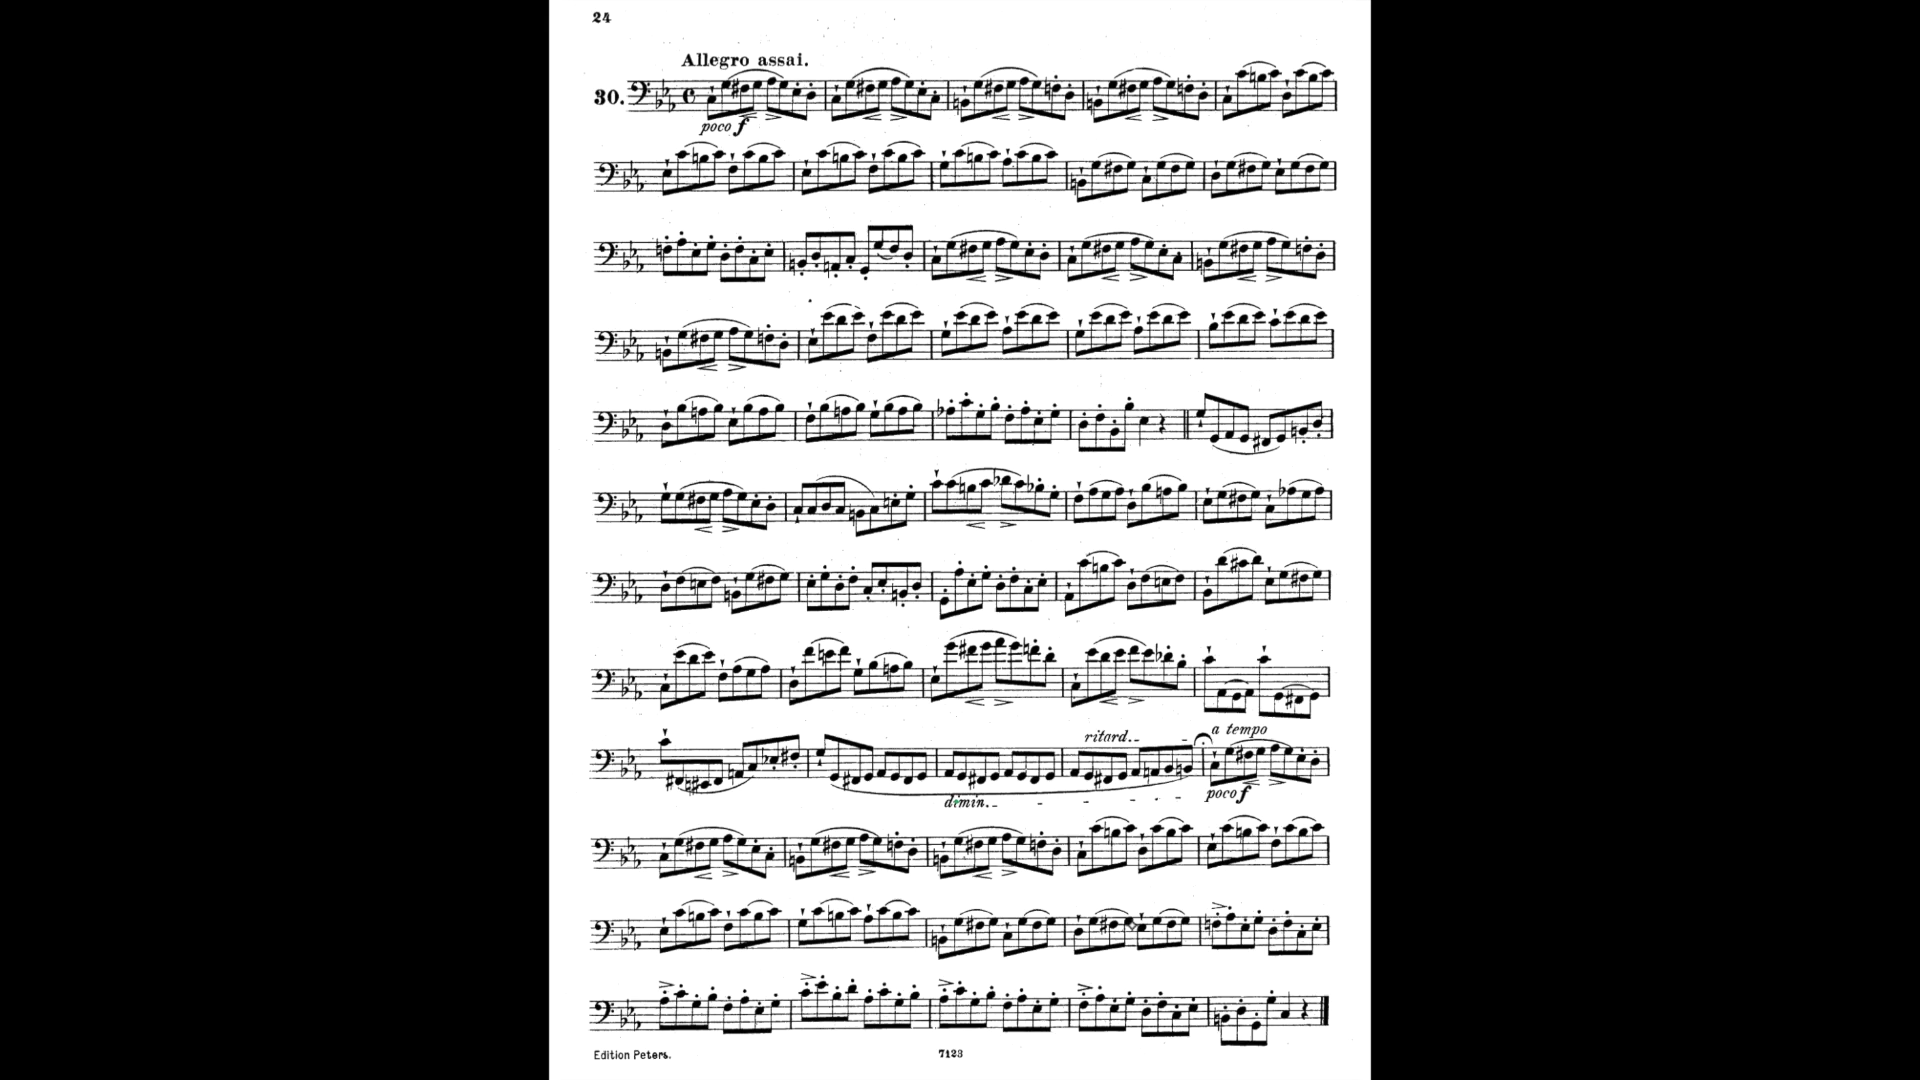 24
Allegro assai.
30.
poco f
ritard..
a tempo
dimin..
poco f
Edition Peters.
7123